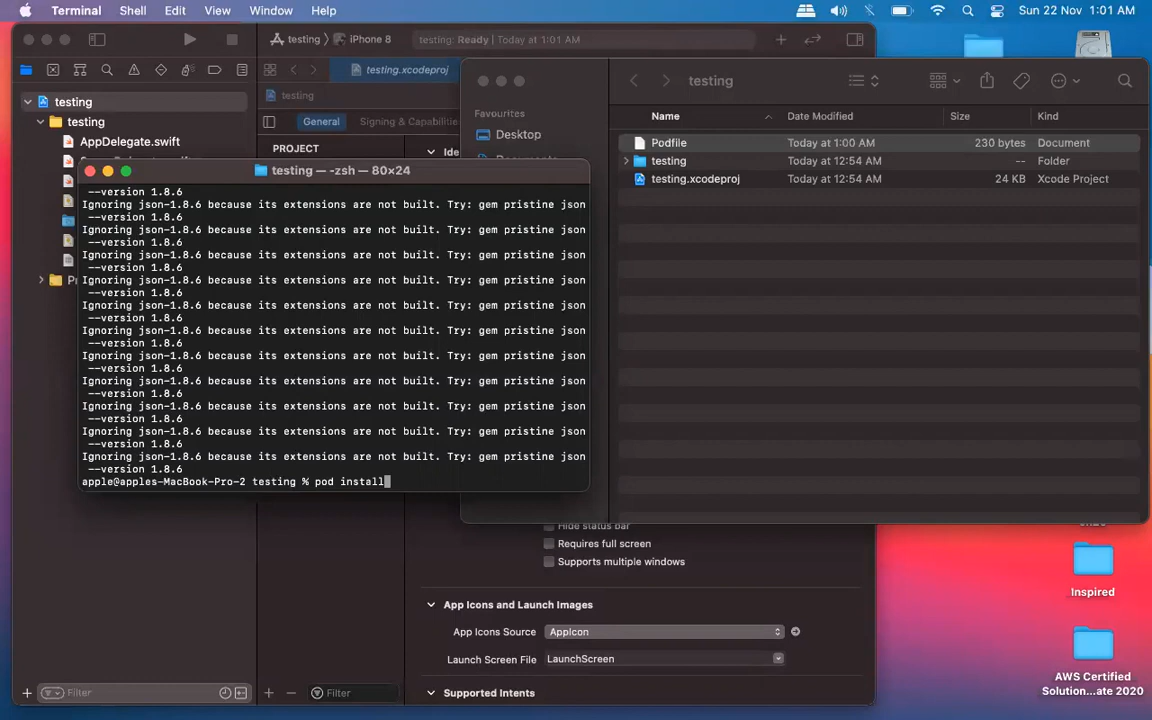 Terminal Shell Edit View Window Help Sun 22 Nov 1:01 AM
testing iPhone 8 testing: Ready | Today at 1:01 AM
testing.xcodeproj
testing
testing
General Signing & Capabilities
testing
AppDelegate.swift
PROJECT
testing — -zsh — 80×24
--version 1.8.6
Ignoring json-1.8.6 because its extensions are not built. Try: gem pristine json
--version 1.8.6
Ignoring json-1.8.6 because its extensions are not built. Try: gem pristine json
--version 1.8.6
Ignoring json-1.8.6 because its extensions are not built. Try: gem pristine json
--version 1.8.6
Ignoring json-1.8.6 because its extensions are not built. Try: gem pristine json
--version 1.8.6
Ignoring json-1.8.6 because its extensions are not built. Try: gem pristine json
--version 1.8.6
Ignoring json-1.8.6 because its extensions are not built. Try: gem pristine json
--version 1.8.6
Ignoring json-1.8.6 because its extensions are not built. Try: gem pristine json
--version 1.8.6
Ignoring json-1.8.6 because its extensions are not built. Try: gem pristine json
--version 1.8.6
Ignoring json-1.8.6 because its extensions are not built. Try: gem pristine json
--version 1.8.6
Ignoring json-1.8.6 because its extensions are not built. Try: gem pristine json
--version 1.8.6
Ignoring json-1.8.6 because its extensions are not built. Try: gem pristine json
--version 1.8.6
apple@apples-MacBook-Pro-2 testing % pod install
testing
Favourites
Desktop
Name Date Modified Size Kind
Podfile Today at 1:00 AM 230 bytes Document
testing Today at 12:54 AM -- Folder
testing.xcodeproj Today at 12:54 AM 24 KB Xcode Project
Hide status bar
Requires full screen
Supports multiple windows
App Icons and Launch Images
App Icons Source AppIcon
Launch Screen File LaunchScreen
Supported Intents
Filter
Filter
Inspired
AWS Certified
Solution...ate 2020